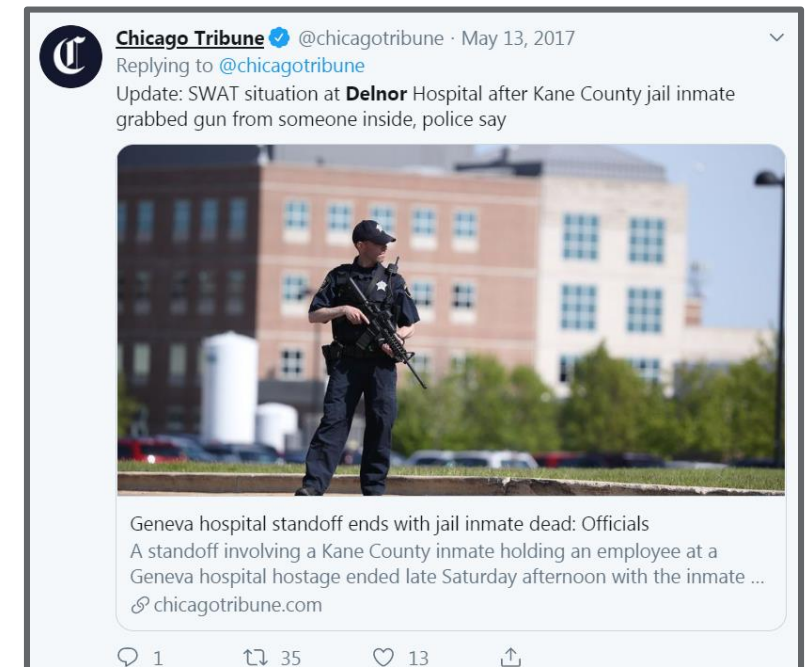 Chicago Tribune @chicagotribune · May 13, 2017
Replying to @chicagotribune
Update: SWAT situation at Delnor Hospital after Kane County jail inmate
grabbed gun from someone inside, police say
Geneva hospital standoff ends with jail inmate dead: Officials
A standoff involving a Kane County inmate holding an employee at a
Geneva hospital hostage ended late Saturday afternoon with the inmate ...
chicagotribune.com
1 35 13